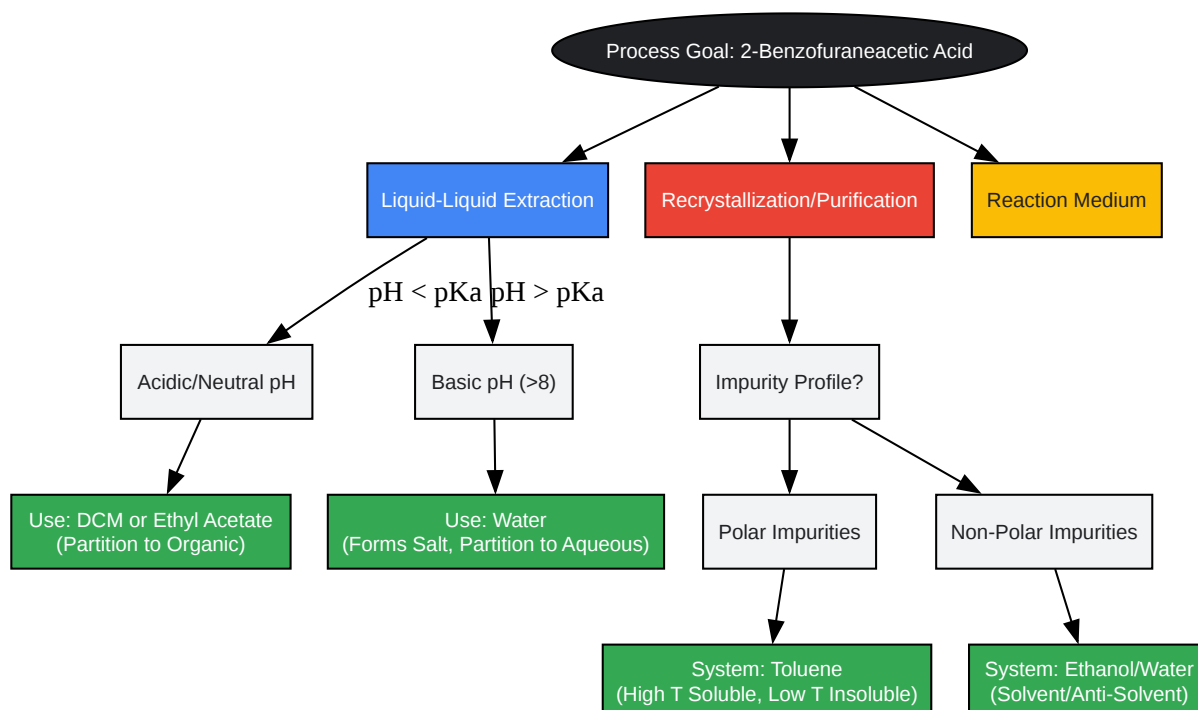 Process Goal: 2-Benzofuraneacetic Acid
Liquid-Liquid Extraction
Recrystallization/Purification
Reaction Medium
pH < pKa
pH > pKa
Acidic/Neutral pH
Basic pH (>8)
Impurity Profile?
Use: DCM or Ethyl Acetate
(Partition to Organic)
Use: Water
(Forms Salt, Partition to Aqueous)
Polar Impurities
Non-Polar Impurities
System: Toluene
(High T Soluble, Low T Insoluble)
System: Ethanol/Water
(Solvent/Anti-Solvent)